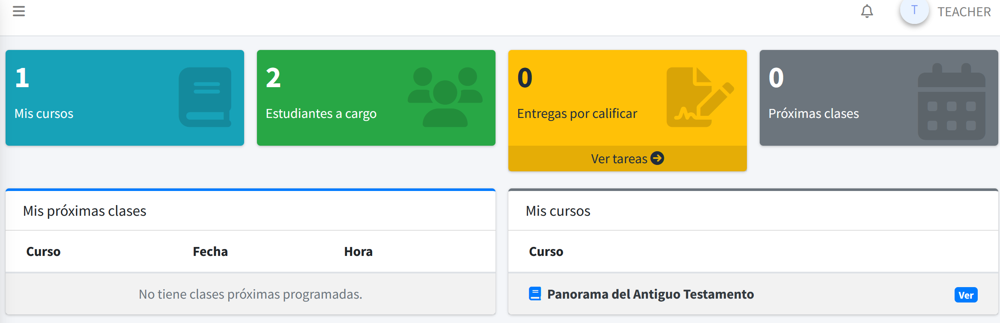 T TEACHER
1
Mis cursos
2
Estudiantes a cargo
0
Entregas por calificar
Ver tareas
0
Próximas clases
Mis próximas clases
Curso Fecha Hora
No tiene clases próximas programadas.
Mis cursos
Curso
Panorama del Antiguo Testamento Ver